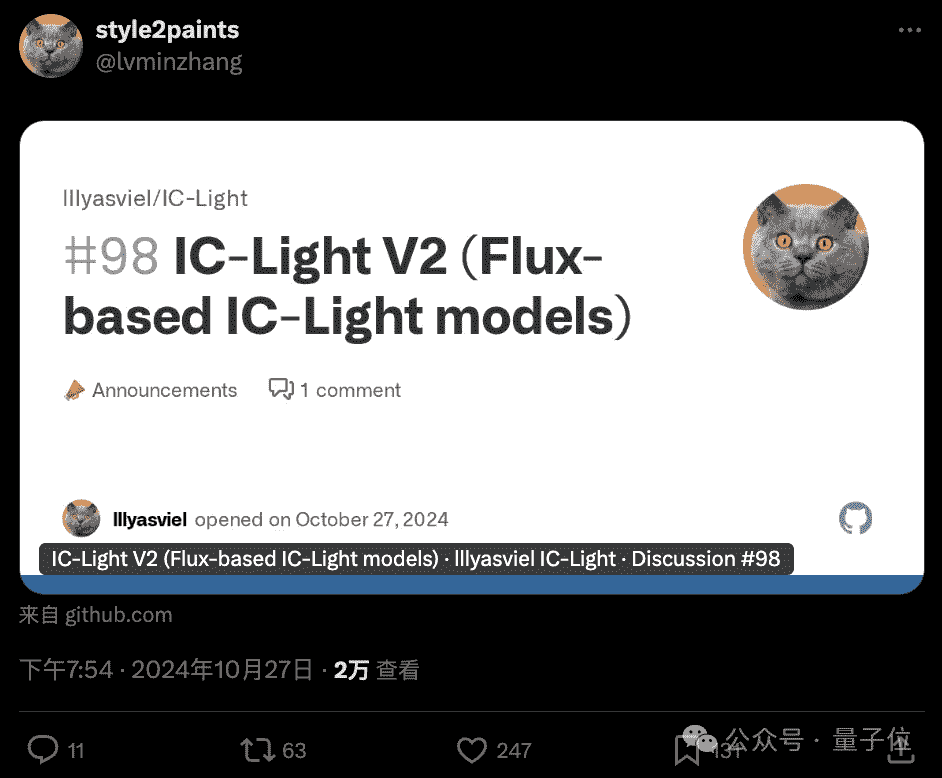 style2paints
@lvminzhang
lllyasviel/IC-Light
#98 IC-Light V2 (Flux-
based IC-Light models)
Announcements 1 comment
lllyasviel opened on October 27, 2024
IC-Light V2 (Flux-based IC-Light models) · lllyasviel IC-Light · Discussion #98
来自 github.com
下午7:54 · 2024年10月27日 · 2万 查看
11 63 247 131
公众号 · 量子位